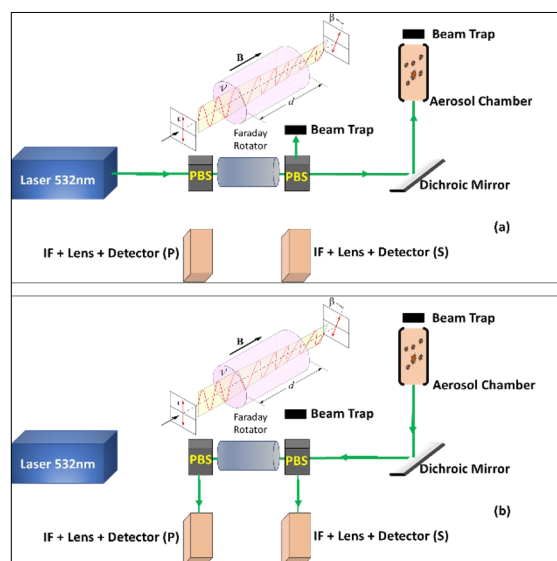 β
B
Beam Trap
ν
d
Aerosol Chamber
Faraday
Rotator
Beam Trap
Laser 532nm
PBS
PBS
Dichroic Mirror
(a)
IF + Lens + Detector (P)
IF + Lens + Detector (S)
β
B
Beam Trap
ν
d
Aerosol Chamber
Beam Trap
Faraday
Rotator
Laser 532nm
PBS
PBS
Dichroic Mirror
(b)
IF + Lens + Detector (P)
IF + Lens + Detector (S)